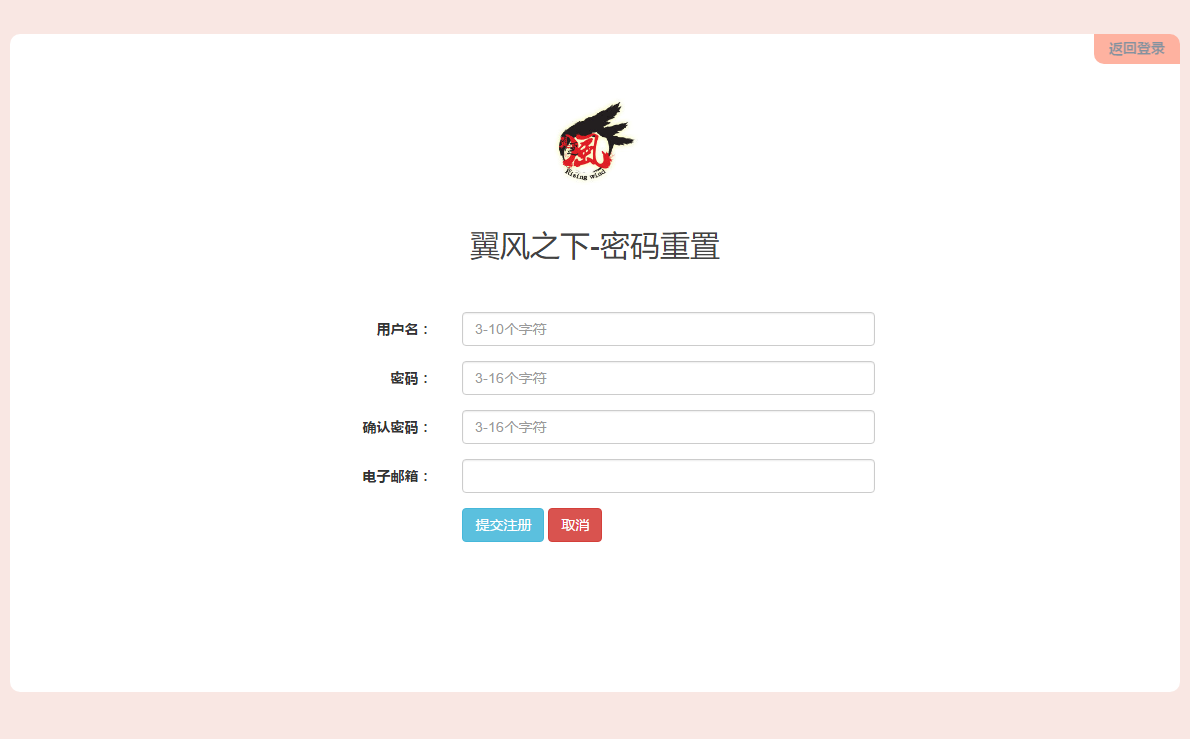 返回登录
風
Rising wind
翼风之下-密码重置
用户名：
3-10个字符
密码：
3-16个字符
确认密码：
3-16个字符
电子邮箱：
提交注册 取消